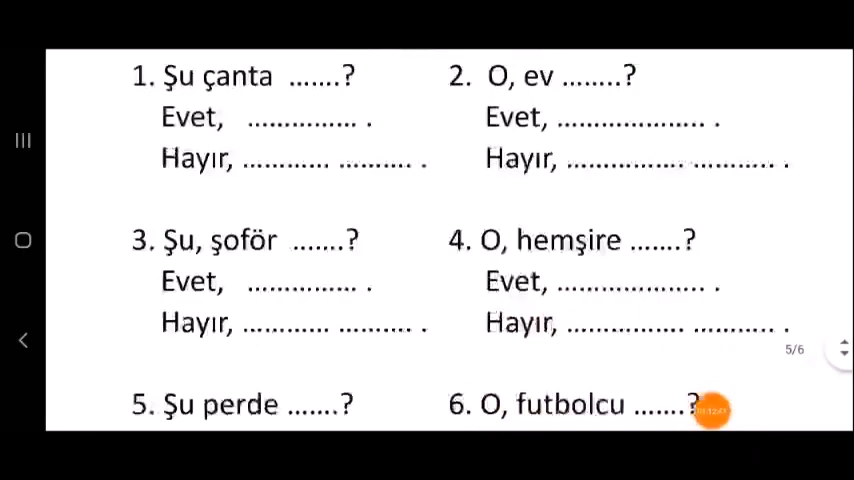 1. Şu çanta .......?
Evet, ............... .
Hayır, ............ .......... .
2. O, ev ........?
Evet, .................... .
Hayır, ................ ........... .
3. Şu, şoför .......?
Evet, ............... .
Hayır, ............ .......... .
4. O, hemşire .......?
Evet, .................... .
Hayır, ................ ........... .
5/6
5. Şu perde .......?
6. O, futbolcu .......?